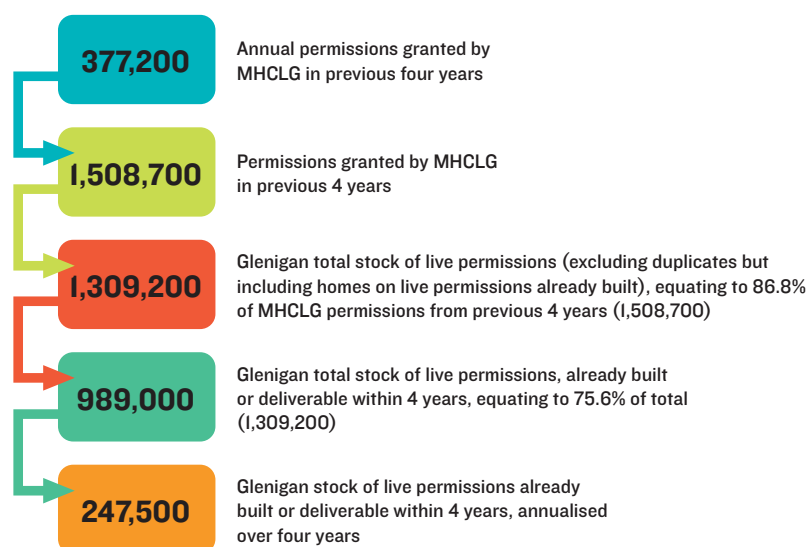 377,200
Annual permissions granted by
MHCLG in previous four years
1,508,700
Permissions granted by MHCLG
in previous 4 years
1,309,200
Glenigan total stock of live permissions (excluding duplicates but
including homes on live permissions already built), equating to 86.8%
of MHCLG permissions from previous 4 years (1,508,700)
989,000
Glenigan total stock of live permissions, already built
or deliverable within 4 years, equating to 75.6% of total
(1,309,200)
247,500
Glenigan stock of live permissions already
built or deliverable within 4 years, annualised
over four years